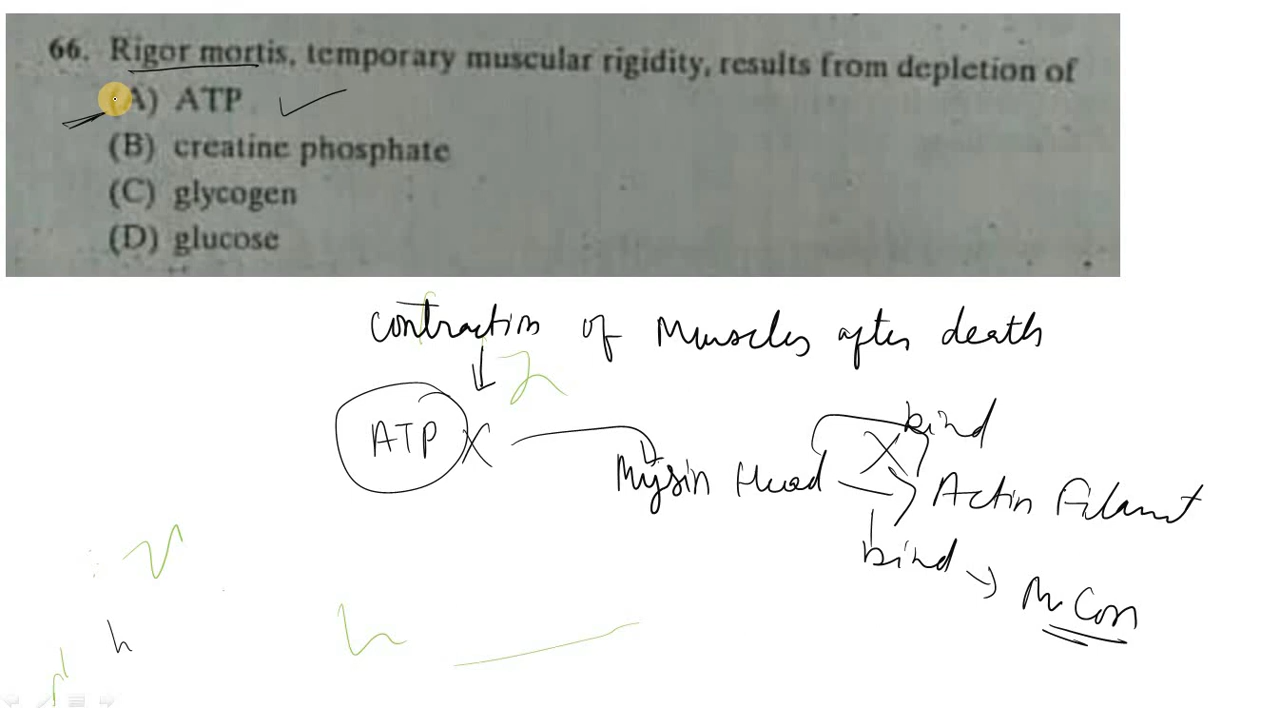 66. Rigor mortis, temporary muscular rigidity, results from depletion of
(A) ATP
(B) creatine phosphate
(C) glycogen
(D) glucose
contraction of Muscles after death
ATP
bind
Myosin Head
Actin Filament
bind
h
h